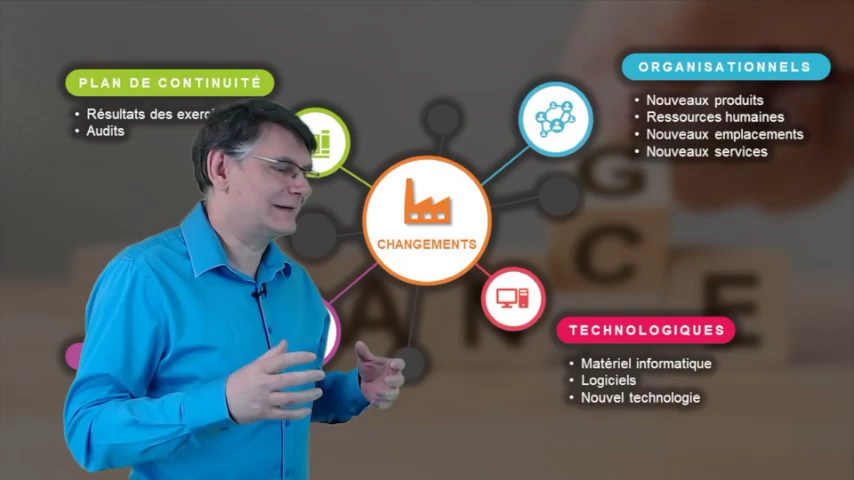 PLAN DE CONTINUITÉ
• Résultats des exerci
• Audits
ORGANISATIONNELS
• Nouveaux produits
• Ressources humaines
• Nouveaux emplacements
• Nouveaux services
CHANGEMENTS
TECHNOLOGIQUES
• Matériel informatique
• Logiciels
• Nouvel technologie
G
C
A N E